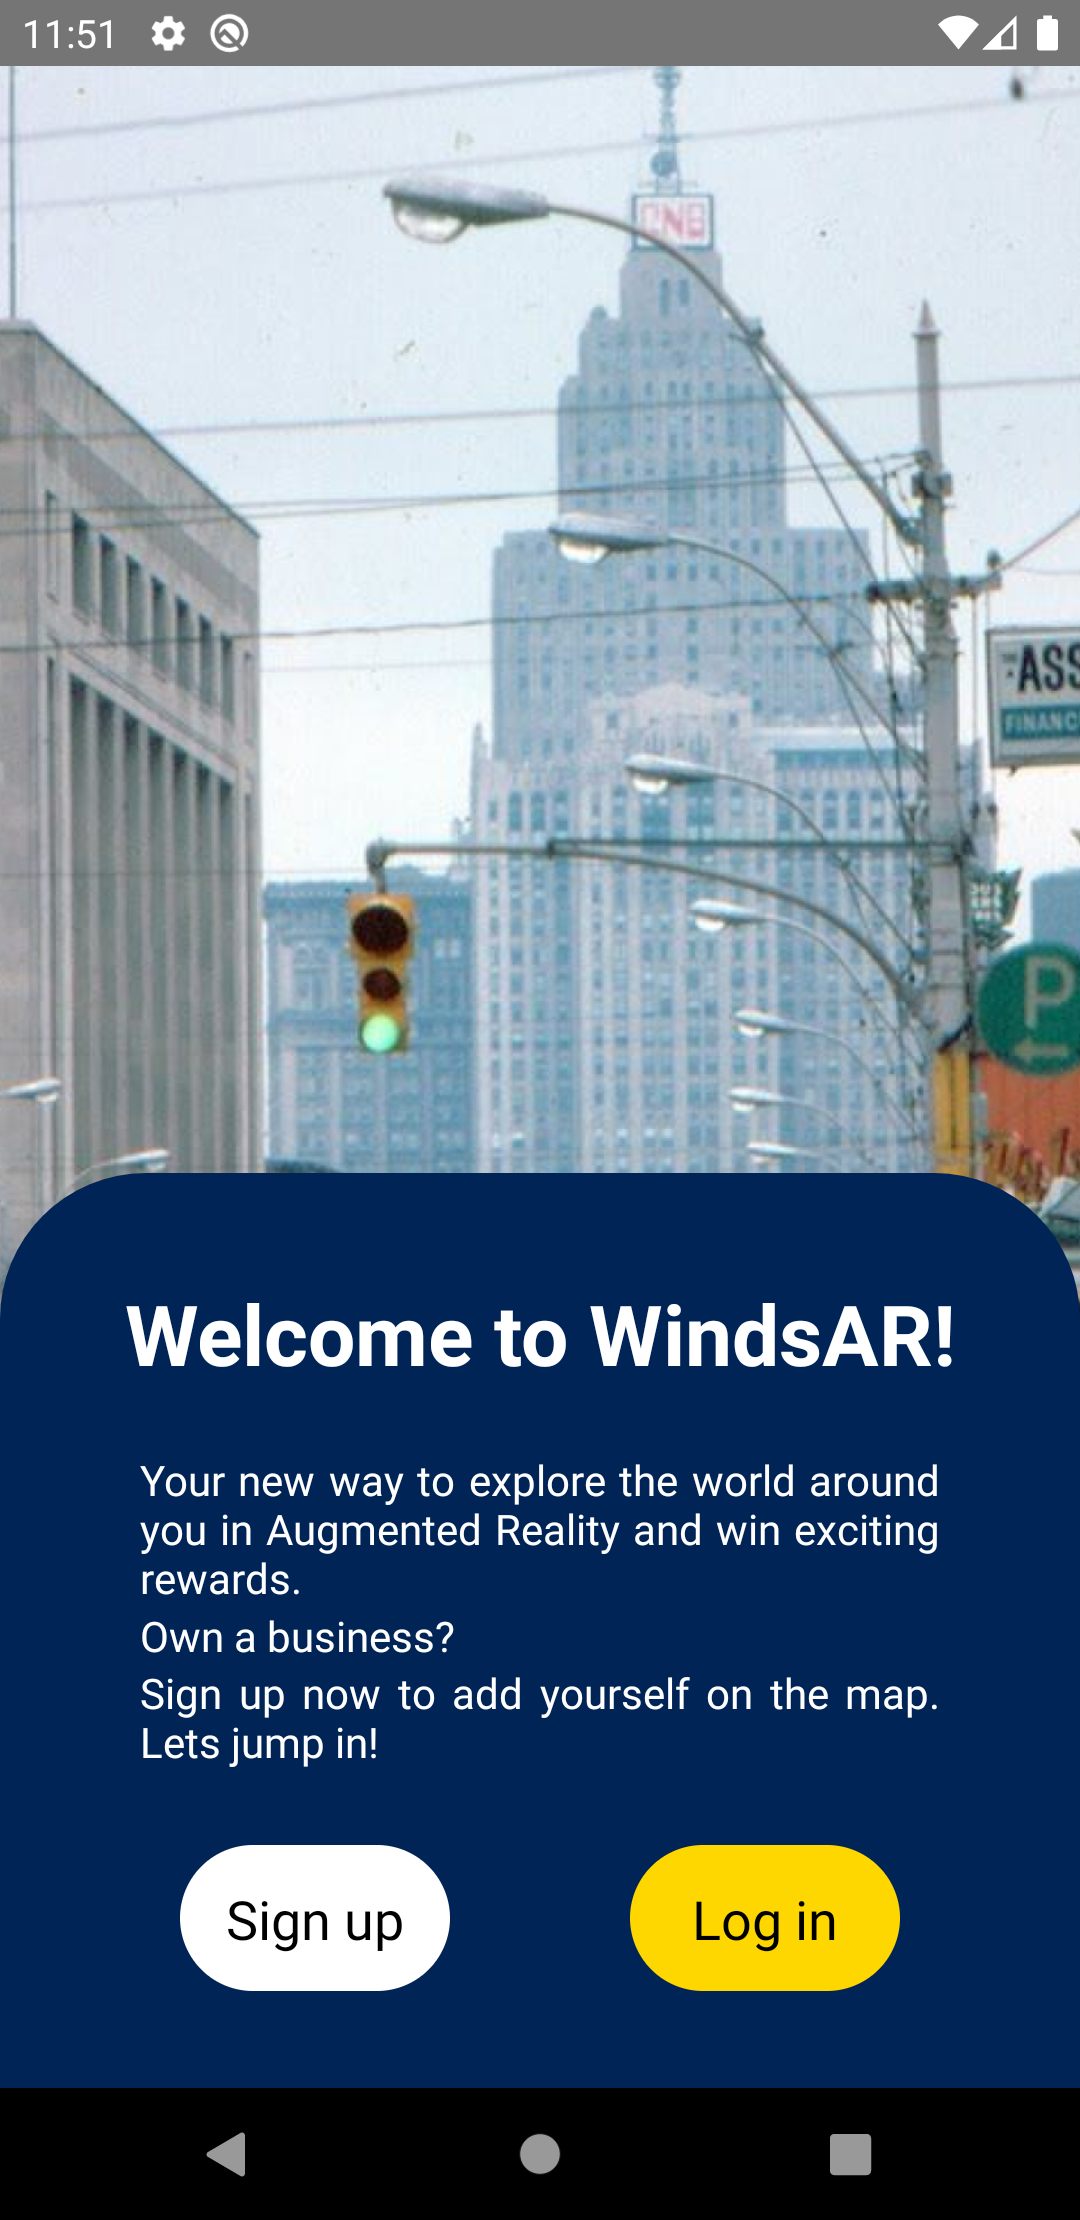 11:51
CNB
ASS
FINANC
P
Welcome to WindsAR!
Your new way to explore the world around
you in Augmented Reality and win exciting
rewards.
Own a business?
Sign up now to add yourself on the map.
Lets jump in!
Sign up
Log in